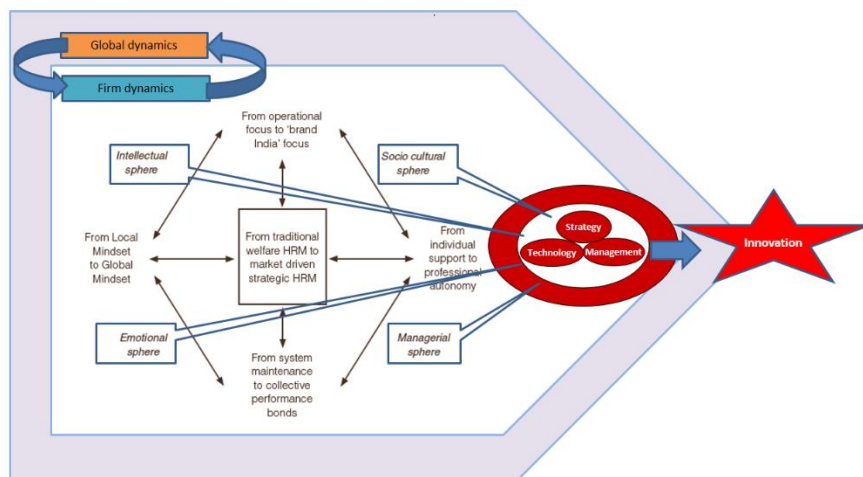 Global dynamics
Firm dynamics
From operational
focus to 'brand
India' focus
Intellectual
sphere
Socio cultural
sphere
From Local
Mindset
to Global
Mindset
From traditional
welfare HRM to
market driven
strategic HRM
From
individual
support to
professional
autonomy
Strategy
Technology
Management
Innovation
Emotional
sphere
Managerial
sphere
From system
maintenance
to collective
performance
bonds